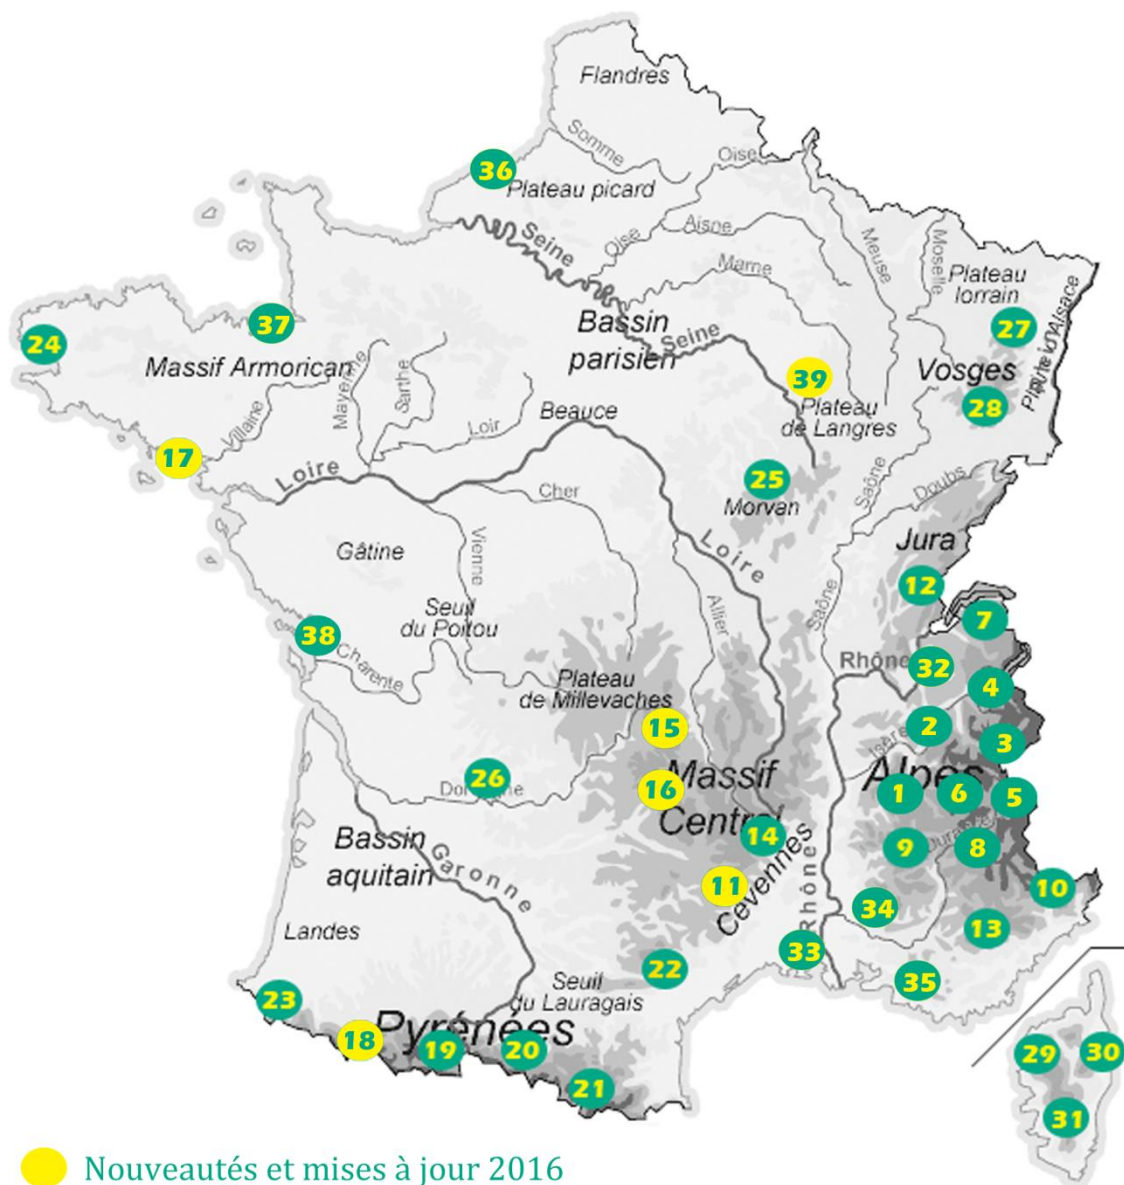 Flandres
Somme
Oise
36
Plateau picard
Seine
Oise
Aisne
Meuse
Moselle
Marne
Plateau
lorrain
27
37
24
Massif Armorican
Bassin
parisien
Seine
39
Plateau
de Langres
Vosges
28
Mayenne
Sarthe
Loir
Beauce
Villaine
17
Loire
Cher
25
Morvan
Saône
Doubs
Jura
Gâtine
Vienne
Loire
12
7
Seuil
du Poitou
38
Charente
Allier
Saône
Rhône
32
4
Plateau
de Millevaches
15
2
Isère
3
26
16
Massif
Central
Alpes
1
6
5
14
Bassin
aquitain
Garonne
9
8
11
Cévennes
Rhône
10
34
13
Landes
33
22
35
Seuil
du Lauragais
23
18
Pyrénées
19
20
21
29
30
31
Nouveautés et mises à jour 2016